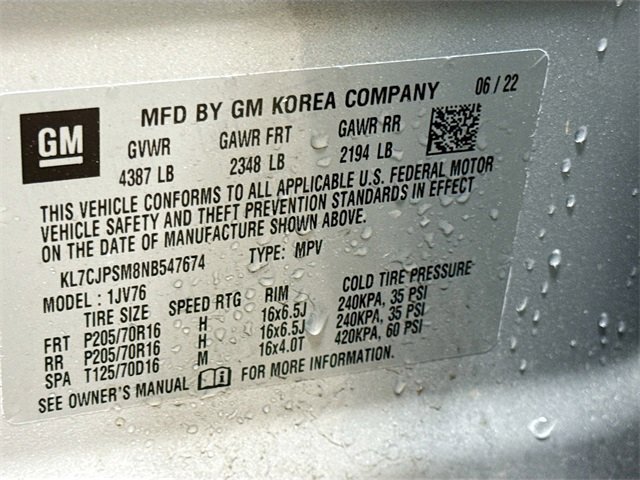 GM
MFD BY GM KOREA COMPANY 06 / 22
GVWR GAWR FRT GAWR RR
4387 LB 2348 LB 2194 LB
THIS VEHICLE CONFORMS TO ALL APPLICABLE U.S. FEDERAL MOTOR
VEHICLE SAFETY AND THEFT PREVENTION STANDARDS IN EFFECT
ON THE DATE OF MANUFACTURE SHOWN ABOVE.
KL7CJPSM8NB547674 TYPE: MPV
MODEL : 1JV76
TIRE SIZE SPEED RTG RIM COLD TIRE PRESSURE
FRT P205/70R16 H 16x6.5J 240KPA, 35 PSI
RR P205/70R16 H 16x6.5J 240KPA, 35 PSI
SPA T125/70D16 M 16x4.0T 420KPA, 60 PSI
SEE OWNER'S MANUAL FOR MORE INFORMATION.